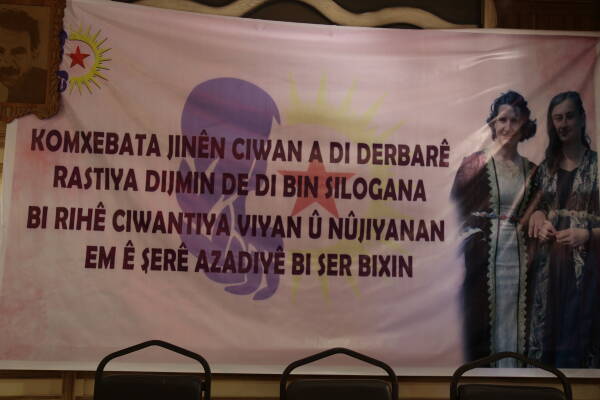 KOMXEBATA JINÊN CIWAN A DI DERBARÊ
RASTIYA DIJMIN DE DI BIN SILOGANA
BI RIHÊ CIWANTIYA VIYAN Û NÛJIYANAN
EM Ê ŞERÊ AZADIYÊ BI SER BIXIN